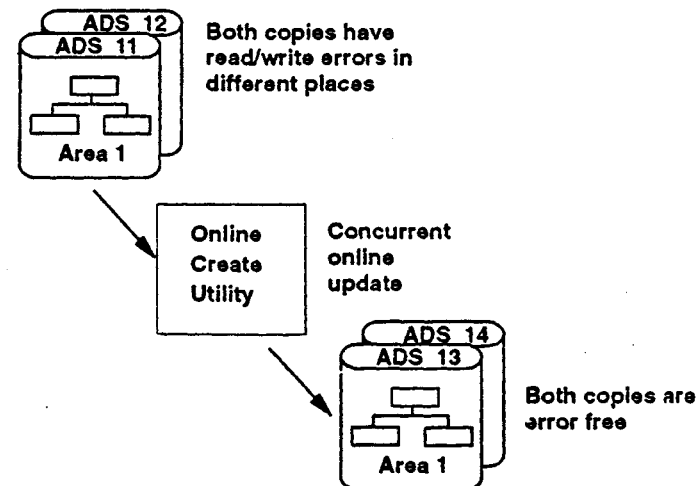 ADS 12
ADS 11
Area 1
Both copies have
read/write errors in
different places
Online
Create
Utility
Concurrent
online
update
ADS 14
ADS 13
Area 1
Both copies are
error free